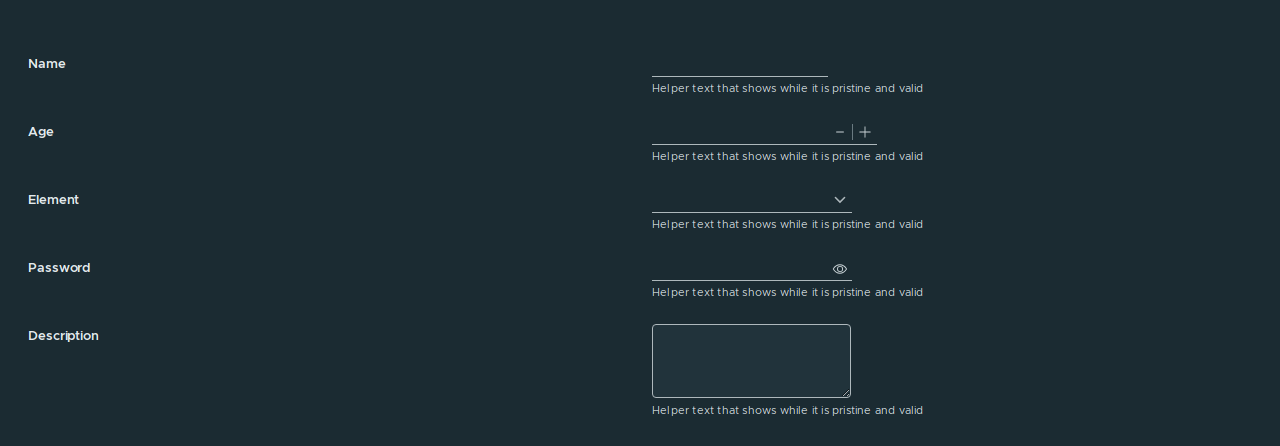 Name
Helper text that shows while it is pristine and valid
Age
Helper text that shows while it is pristine and valid
Element
Helper text that shows while it is pristine and valid
Password
Helper text that shows while it is pristine and valid
Description
Helper text that shows while it is pristine and valid